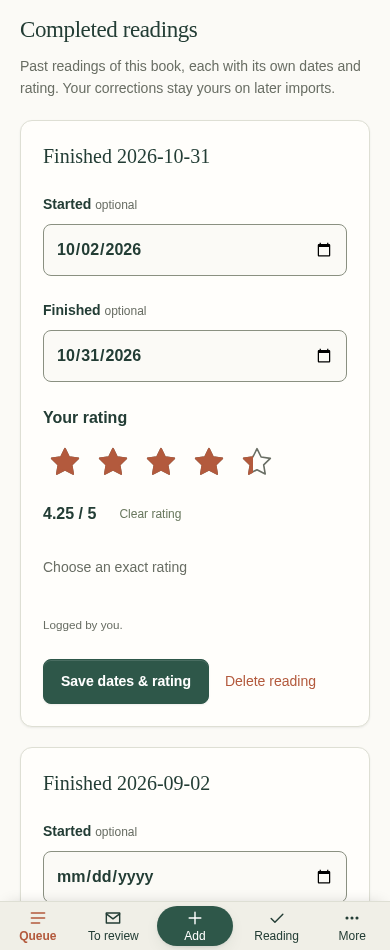 Completed readings
Past readings of this book, each with its own dates and
rating. Your corrections stay yours on later imports.
Finished 2026-10-31
Started optional
10/02/2026
Finished optional
10/31/2026
Your rating
4.25 / 5 Clear rating
Choose an exact rating
Logged by you.
Save dates & rating Delete reading
Finished 2026-09-02
Started optional
mm/dd/yyyy
Queue To review Add Reading More